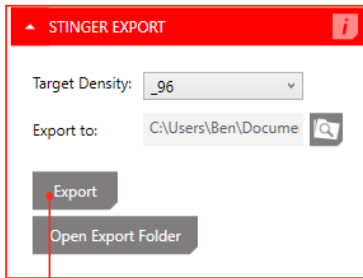 STINGER EXPORT i
Target Density: _96
Export to: C:\Users\Ben\Docume
Export
Open Export Folder